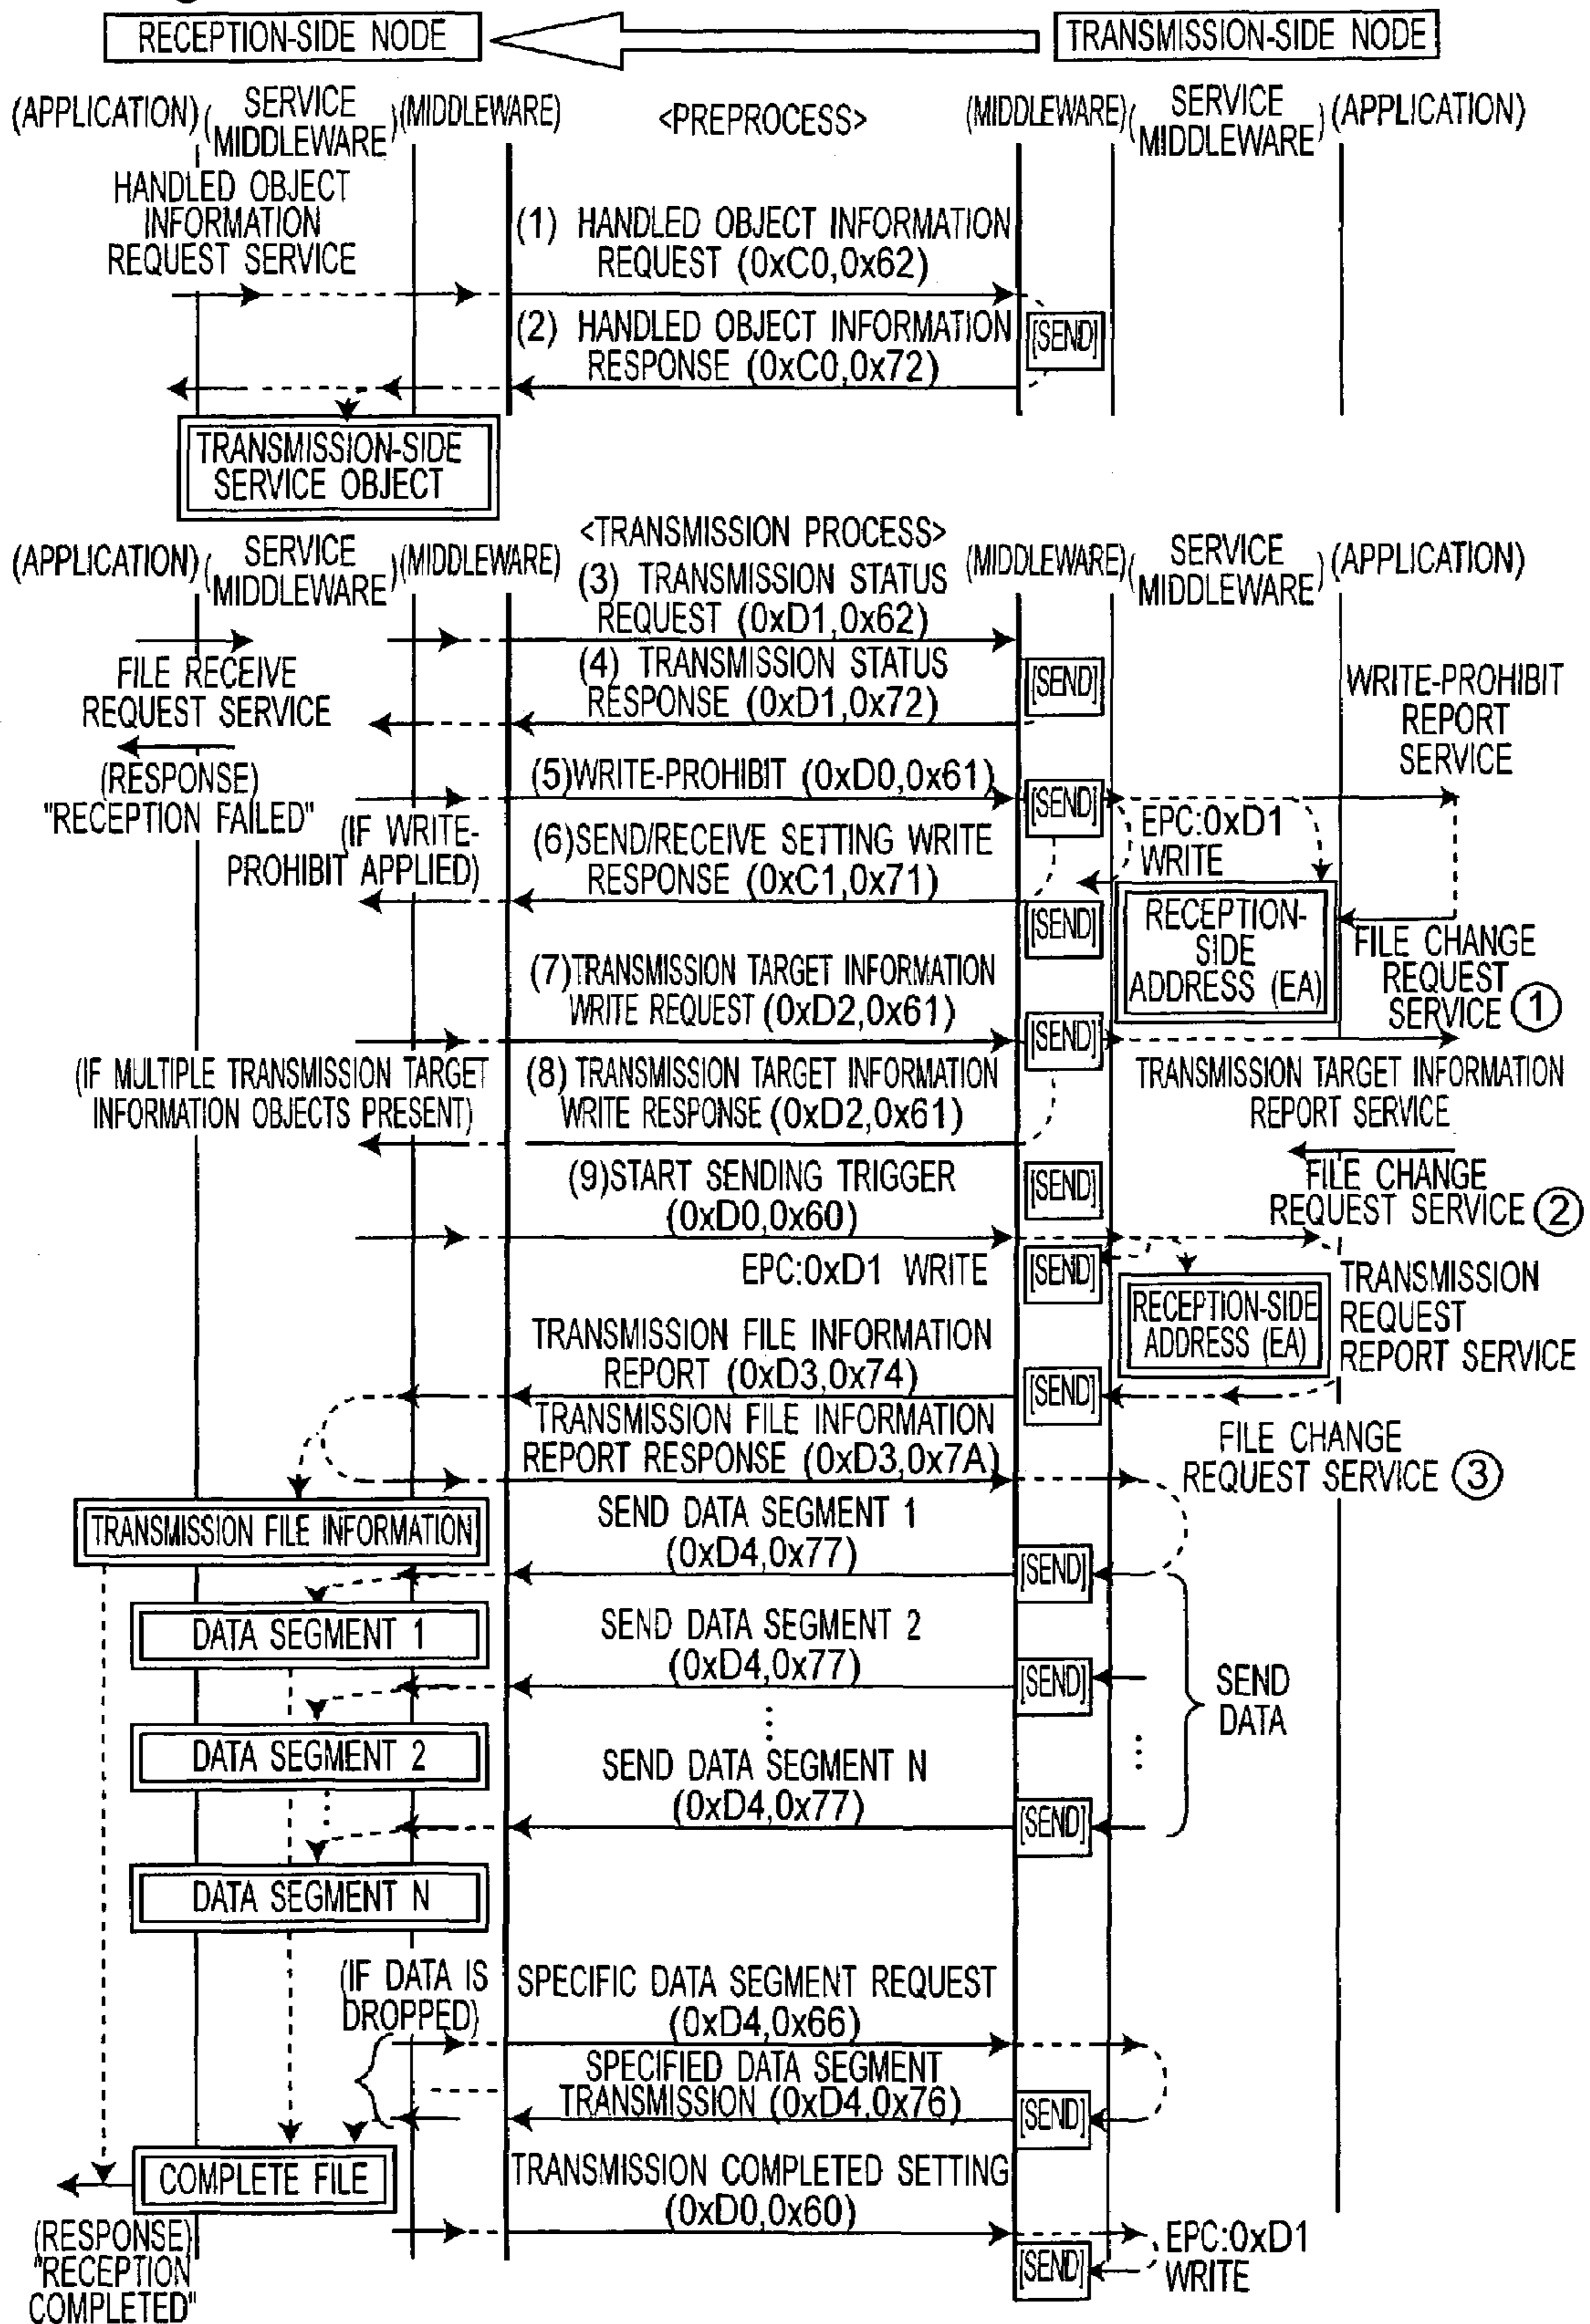 RECEPTION-SIDE NODE
TRANSMISSION-SIDE NODE
(APPLICATION)
(SERVICE
MIDDLEWARE)
(MIDDLEWARE)
<PREPROCESS>
(MIDDLEWARE)
(SERVICE
MIDDLEWARE)
(APPLICATION)
HANDLED OBJECT
INFORMATION
REQUEST SERVICE
(1) HANDLED OBJECT INFORMATION
REQUEST (0xC0,0x62)
(2) HANDLED OBJECT INFORMATION
RESPONSE (0xC0,0x72)
[SEND]
TRANSMISSION-SIDE
SERVICE OBJECT
<TRANSMISSION PROCESS>
(APPLICATION)
(SERVICE
MIDDLEWARE)
(MIDDLEWARE)
(MIDDLEWARE)
(SERVICE
MIDDLEWARE)
(APPLICATION)
(3) TRANSMISSION STATUS
REQUEST (0xD1,0x62)
FILE RECEIVE
REQUEST SERVICE
(4) TRANSMISSION STATUS
RESPONSE (0xD1,0x72)
[SEND]
WRITE-PROHIBIT
REPORT
SERVICE
(RESPONSE)
"RECEPTION FAILED"
(IF WRITE-
PROHIBIT APPLIED)
(5)WRITE-PROHIBIT (0xD0,0x61)
[SEND]
EPC:0xD1
WRITE
(6)SEND/RECEIVE SETTING WRITE
RESPONSE (0xC1,0x71)
[SEND]
RECEPTION-
SIDE
ADDRESS (EA)
FILE CHANGE
REQUEST
SERVICE ①
(7)TRANSMISSION TARGET INFORMATION
WRITE REQUEST (0xD2,0x61)
[SEND]
(IF MULTIPLE TRANSMISSION TARGET
INFORMATION OBJECTS PRESENT)
(8) TRANSMISSION TARGET INFORMATION
WRITE RESPONSE (0xD2,0x61)
TRANSMISSION TARGET INFORMATION
REPORT SERVICE
(9)START SENDING TRIGGER
(0xD0,0x60)
[SEND]
FILE CHANGE
REQUEST SERVICE ②
EPC:0xD1 WRITE
[SEND]
RECEPTION-SIDE
ADDRESS (EA)
TRANSMISSION
REQUEST
REPORT SERVICE
TRANSMISSION FILE INFORMATION
REPORT (0xD3,0x74)
[SEND]
TRANSMISSION FILE INFORMATION
REPORT RESPONSE (0xD3,0x7A)
FILE CHANGE
REQUEST SERVICE ③
TRANSMISSION FILE INFORMATION
SEND DATA SEGMENT 1
(0xD4,0x77)
[SEND]
DATA SEGMENT 1
SEND DATA SEGMENT 2
(0xD4,0x77)
[SEND]
SEND
DATA
DATA SEGMENT 2
SEND DATA SEGMENT N
(0xD4,0x77)
[SEND]
DATA SEGMENT N
(IF DATA IS
DROPPED)
SPECIFIC DATA SEGMENT REQUEST
(0xD4,0x66)
SPECIFIED DATA SEGMENT
TRANSMISSION (0xD4,0x76)
[SEND]
COMPLETE FILE
TRANSMISSION COMPLETED SETTING
(0xD0,0x60)
(RESPONSE)
"RECEPTION
COMPLETED"
[SEND]
EPC:0xD1
WRITE